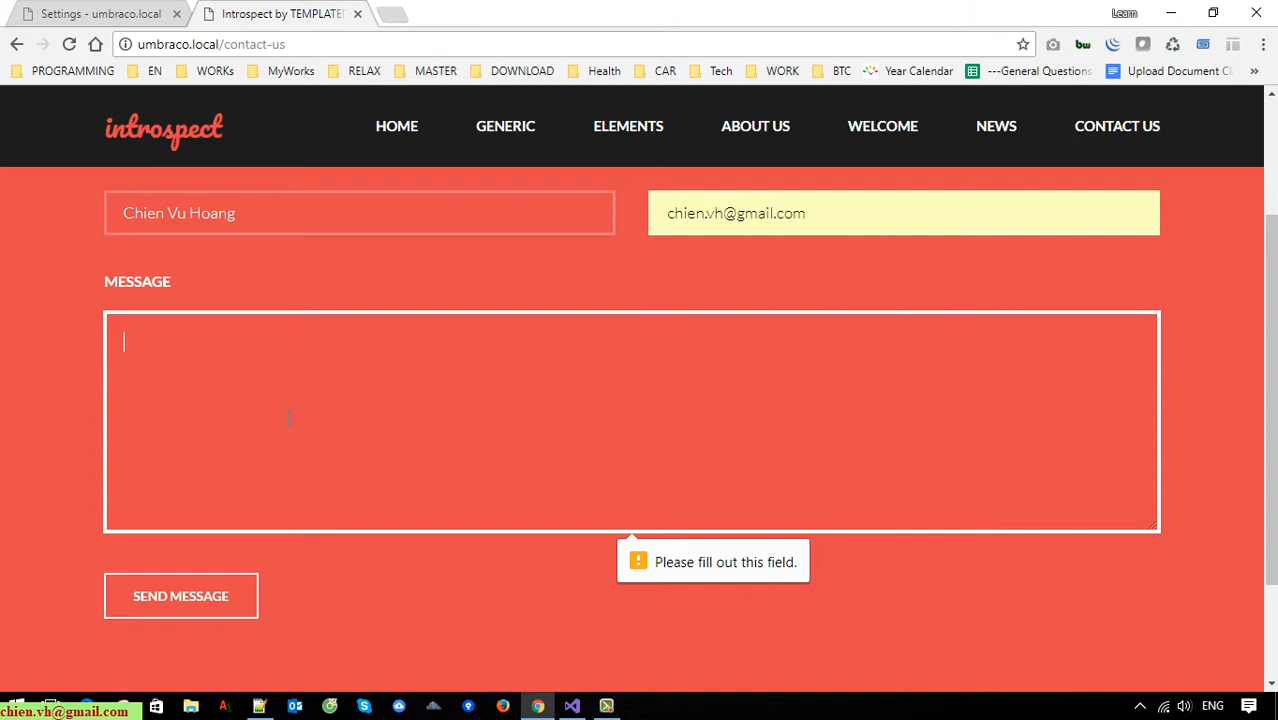 Settings - umbraco.local
Introspect by TEMPLATE
Learn
umbraco.local/contact-us
PROGRAMMING
EN
WORKs
MyWorks
RELAX
MASTER
DOWNLOAD
Health
CAR
Tech
WORK
BTC
Year Calendar
---General Questions
Upload Document
introspect
HOME
GENERIC
ELEMENTS
ABOUT US
WELCOME
NEWS
CONTACT US
Chien Vu Hoang
chien.vh@gmail.com
MESSAGE
Please fill out this field.
SEND MESSAGE
ENG
chien.vh@gmail.com